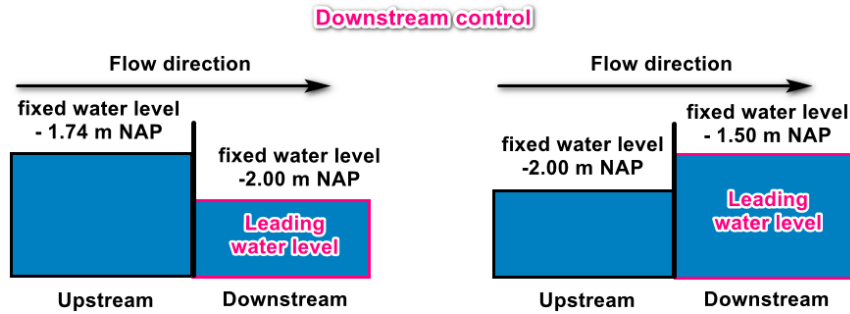 Downstream control
Flow direction
fixed water level
- 1.74 m NAP
fixed water level
-2.00 m NAP
Leading
water level
Upstream
Downstream
Flow direction
fixed water level
-2.00 m NAP
fixed water level
- 1.50 m NAP
Leading
water level
Upstream
Downstream